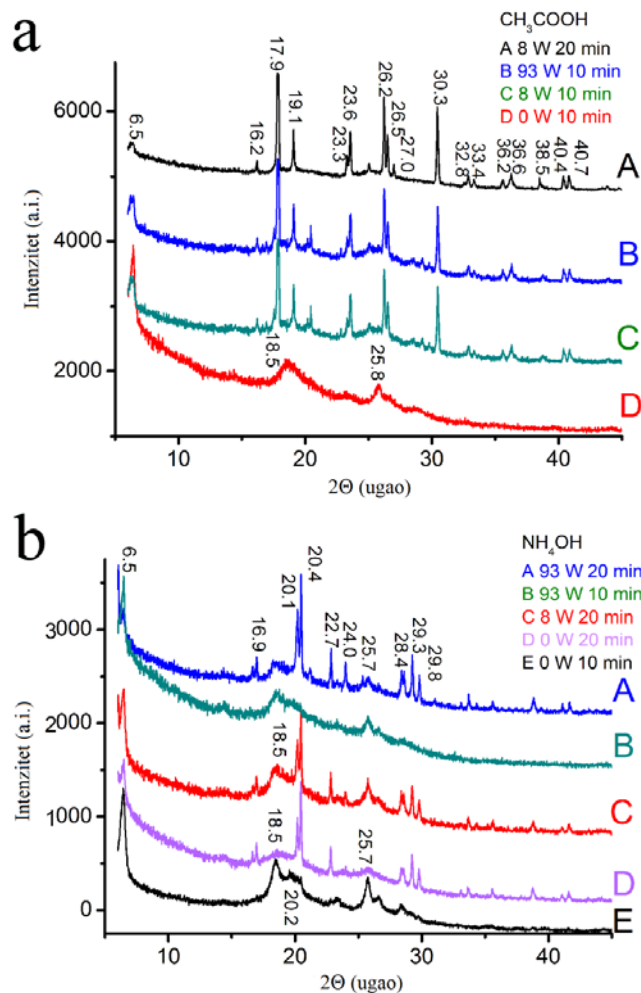 a
CH₃COOH
A 8 W 20 min
B 93 W 10 min
C 8 W 10 min
D 0 W 10 min
6.5
16.2
17.9
19.1
23.3
23.6
26.2
26.5
27.0
30.3
32.8
33.4
36.2
36.6
38.5
40.4
40.7
18.5
25.8
A
B
C
D
6000
4000
2000
Intenzitet (a.i.)
10
20
30
40
2Θ (ugao)
b
NH₄OH
A 93 W 20 min
B 93 W 10 min
C 8 W 20 min
D 0 W 20 min
E 0 W 10 min
6.5
16.9
20.1
20.4
22.7
24.0
25.7
28.4
29.3
29.8
18.5
18.5
20.2
25.7
A
B
C
D
E
3000
2000
1000
0
Intenzitet (a.i.)
10
20
30
40
2Θ (ugao)